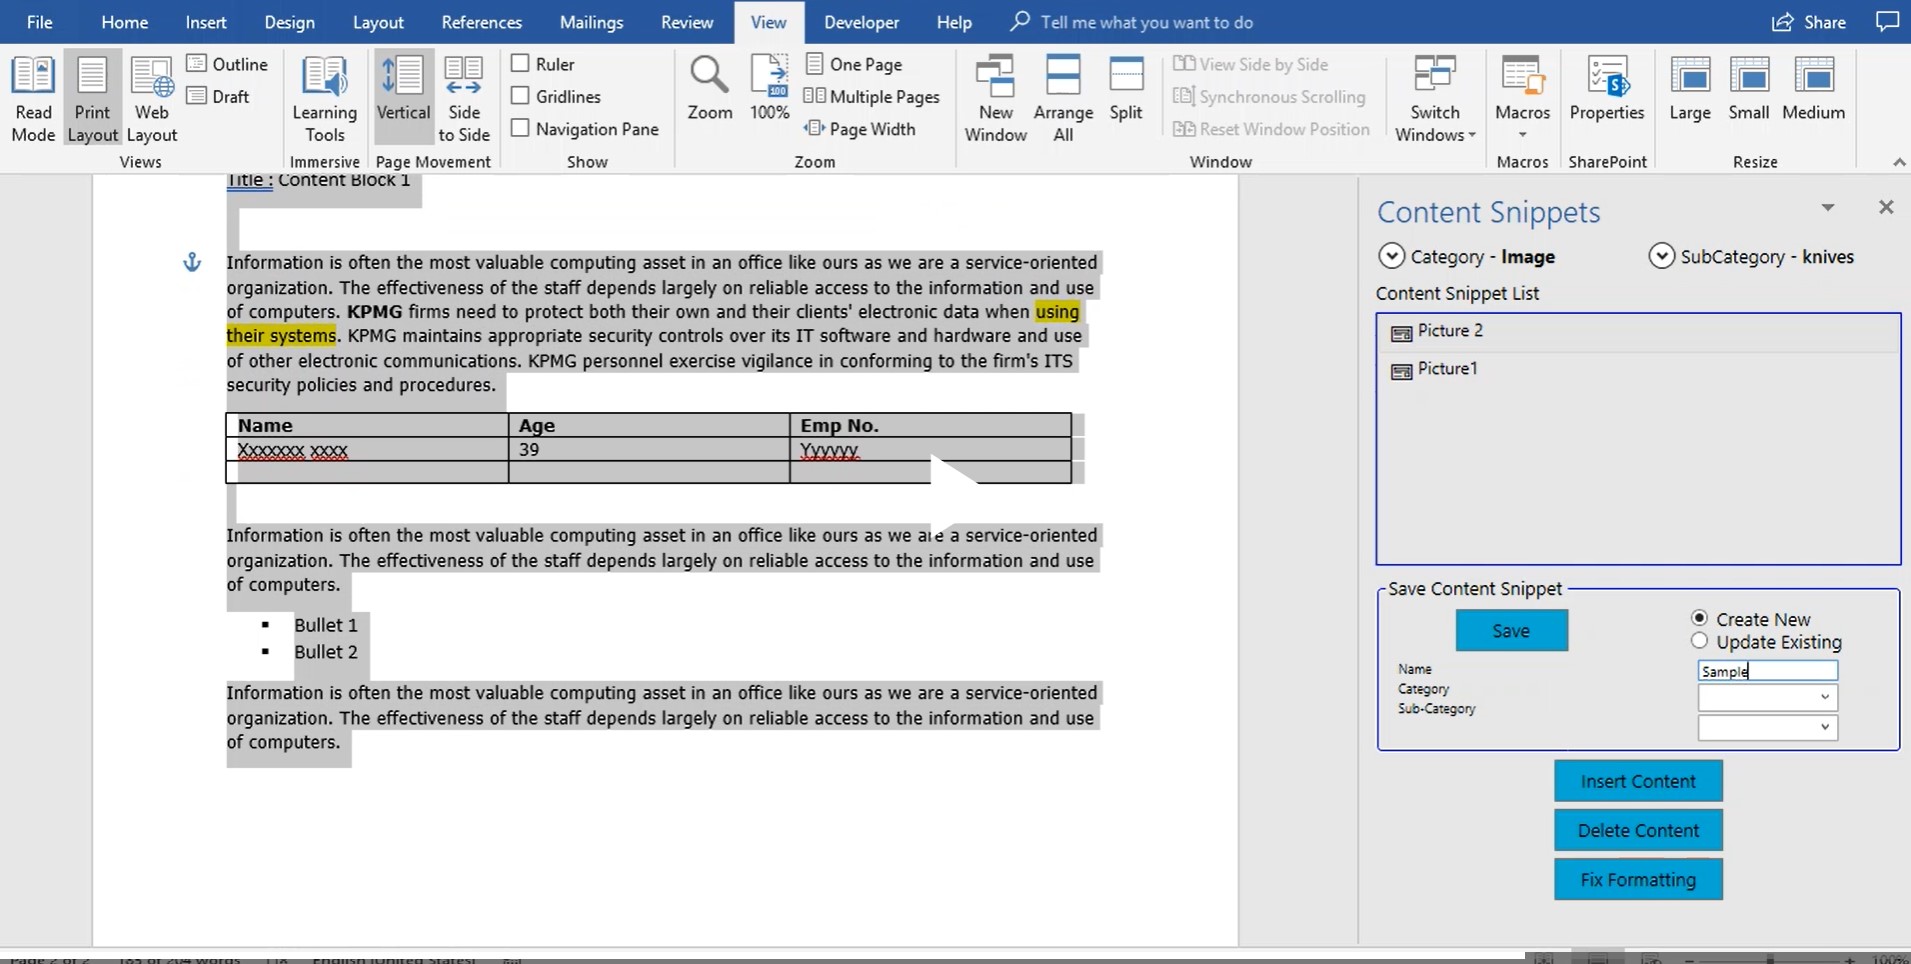 File Home Insert Design Layout References Mailings Review View Developer Help Tell me what you want to do Share
Read Mode
Print Layout
Web Layout
Outline
Draft
Views
Learning Tools
Immersive
Vertical
Side to Side
Page Movement
Ruler
Gridlines
Navigation Pane
Show
Zoom
100
100%
One Page
Multiple Pages
Page Width
Zoom
New Window
Arrange All
Split
View Side by Side
Synchronous Scrolling
Reset Window Position
Switch Windows
Window
Macros
Macros
Properties
SharePoint
Large
Small
Medium
Resize
Title : Content Block 1
Information is often the most valuable computing asset in an office like ours as we are a service-oriented
organization. The effectiveness of the staff depends largely on reliable access to the information and use
of computers. KPMG firms need to protect both their own and their clients' electronic data when using
their systems. KPMG maintains appropriate security controls over its IT software and hardware and use
of other electronic communications. KPMG personnel exercise vigilance in conforming to the firm's ITS
security policies and procedures.
Name Age Emp No.
Xxxxxxx xxxx 39 Yyyyyy
Information is often the most valuable computing asset in an office like ours as we are a service-oriented
organization. The effectiveness of the staff depends largely on reliable access to the information and use
of computers.
▪ Bullet 1
▪ Bullet 2
Information is often the most valuable computing asset in an office like ours as we are a service-oriented
organization. The effectiveness of the staff depends largely on reliable access to the information and use
of computers.
Content Snippets
Category - Image SubCategory - knives
Content Snippet List
Picture 2
Picture1
Save Content Snippet
Save
Create New
Update Existing
Name Sample
Category
Sub-Category
Insert Content
Delete Content
Fix Formatting
Page 2 of 2 185 of 204 words English (United States) 100%